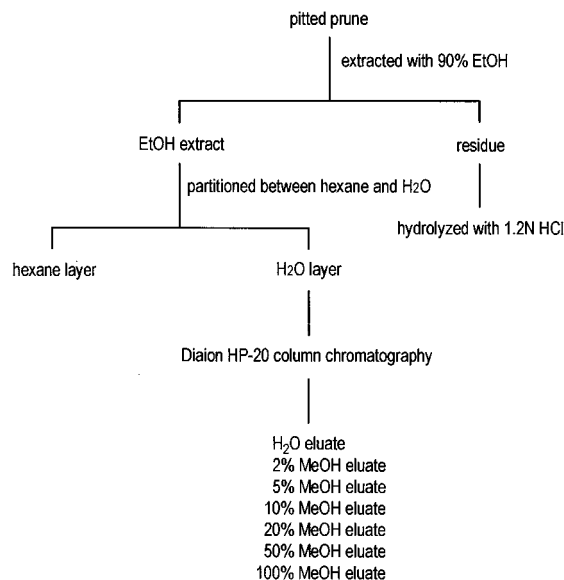 pitted prune
extracted with 90% EtOH
EtOH extract
residue
partitioned between hexane and H2O
hydrolyzed with 1.2N HCl
hexane layer
H2O layer
Diaion HP-20 column chromatography
H2O eluate
2% MeOH eluate
5% MeOH eluate
10% MeOH eluate
20% MeOH eluate
50% MeOH eluate
100% MeOH eluate